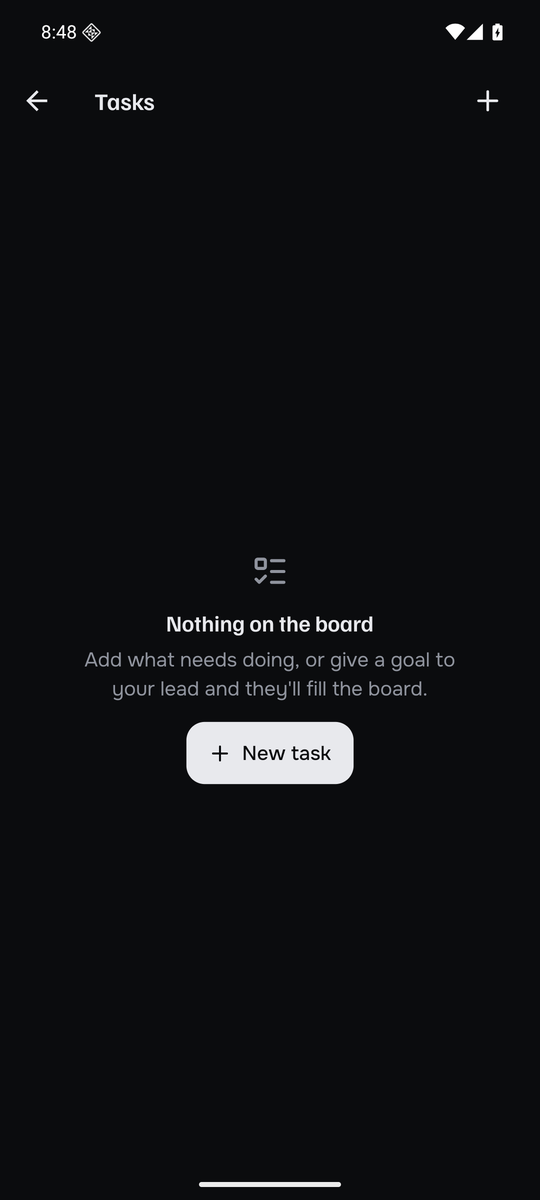 8:48
Tasks
Nothing on the board
Add what needs doing, or give a goal to
your lead and they'll fill the board.
New task